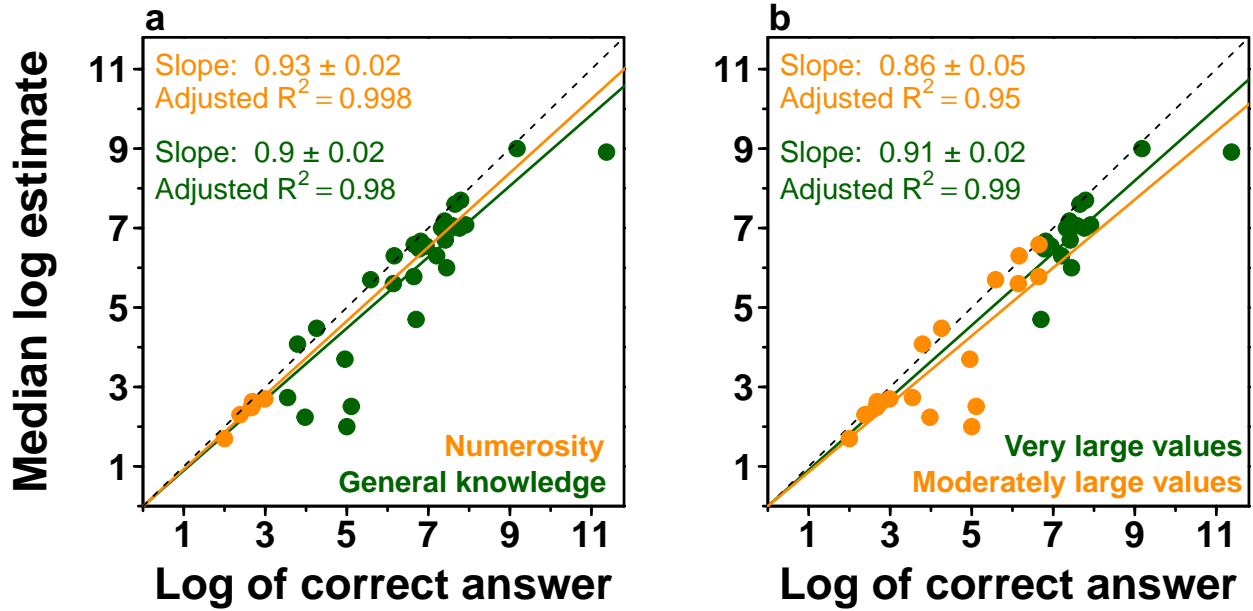 a
Median log estimate
Slope: 0.93 ± 0.02
Adjusted R² = 0.998
Slope: 0.9 ± 0.02
Adjusted R² = 0.98
Numerosity
General knowledge
11
9
7
5
3
1
1 3 5 7 9 11
Log of correct answer
b
Slope: 0.86 ± 0.05
Adjusted R² = 0.95
Slope: 0.91 ± 0.02
Adjusted R² = 0.99
Very large values
Moderately large values
11
9
7
5
3
1
1 3 5 7 9 11
Log of correct answer